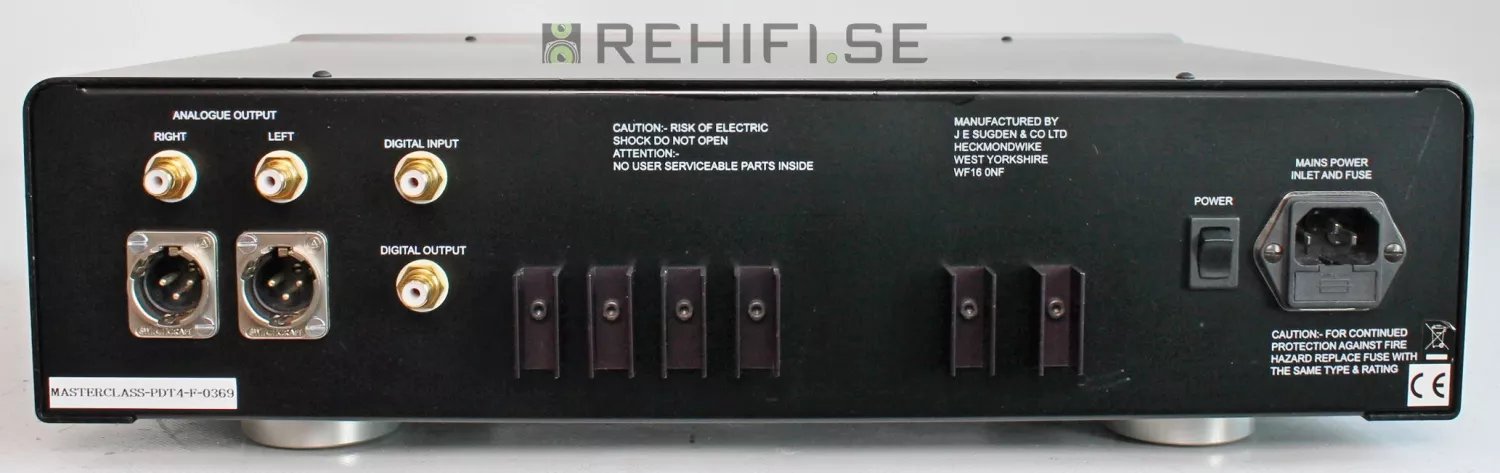 REHIFI.SE
ANALOGUE OUTPUT
RIGHT
LEFT
DIGITAL INPUT
DIGITAL OUTPUT
CAUTION:- RISK OF ELECTRIC
SHOCK DO NOT OPEN
ATTENTION:-
NO USER SERVICEABLE PARTS INSIDE
MANUFACTURED BY
J E SUGDEN & CO LTD
HECKMONDWIKE
WEST YORKSHIRE
WF16 0NF
POWER
MAINS POWER
INLET AND FUSE
SWITCHCRAFT
SWITCHCRAFT
CAUTION:- FOR CONTINUED
PROTECTION AGAINST FIRE
HAZARD REPLACE FUSE WITH
THE SAME TYPE & RATING
CE
MASTERCLASS-PDT4-F-0369